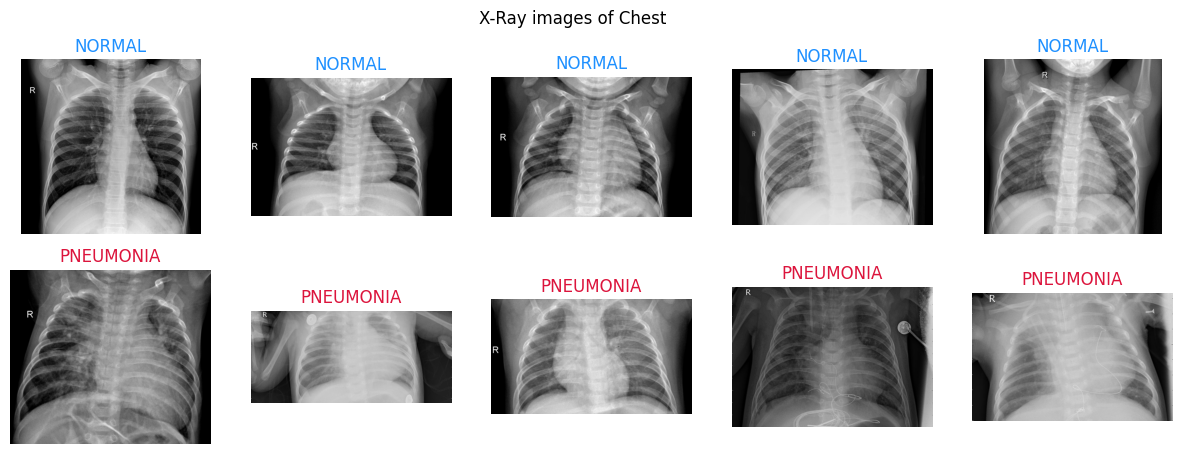 X-Ray images of Chest
NORMAL
NORMAL
NORMAL
NORMAL
NORMAL
R
R
R
R
PNEUMONIA
PNEUMONIA
PNEUMONIA
PNEUMONIA
PNEUMONIA
R
R
R
R
R